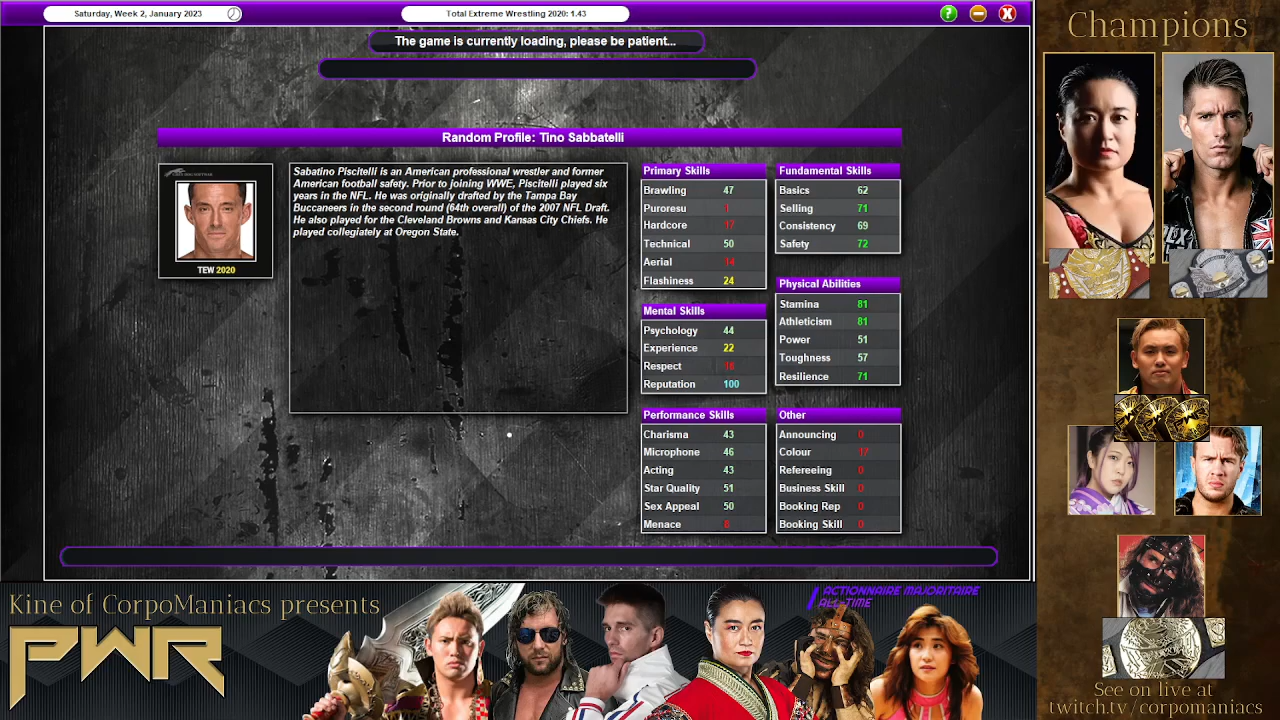 Saturday, Week 2, January 2023
Total Extreme Wrestling 2020: 1.43
?
X
The game is currently loading, please be patient...
Random Profile: Tino Sabbatelli
TEW 2020
Sabatino Piscitelli is an American professional wrestler and former
American football safety. Prior to joining WWE, Piscitelli played six
years in the NFL. He was originally drafted by the Tampa Bay
Buccaneers in the second round (64th overall) of the 2007 NFL Draft.
He also played for the Cleveland Browns and Kansas City Chiefs. He
played collegiately at Oregon State.
Primary Skills
Brawling 47
Puroresu 1
Hardcore 17
Technical 50
Aerial 14
Flashiness 24
Mental Skills
Psychology 44
Experience 22
Respect
Reputation 100
Performance Skills
Charisma 43
Microphone 46
Acting 43
Star Quality 51
Sex Appeal 50
Menace
Fundamental Skills
Basics 62
Selling 71
Consistency 69
Safety 72
Physical Abilities
Stamina 81
Athleticism 81
Power 51
Toughness 57
Resilience 71
Other
Announcing 0
Colour 17
Refereeing 0
Business Skill 0
Booking Rep 0
Booking Skill 0
Champions
See on live at
twitch.tv/corpomaniacs
Kine of CorpoManiacs presents
PWR
ACTIONNAIRE MAJORITAIRE
ALL-TIME